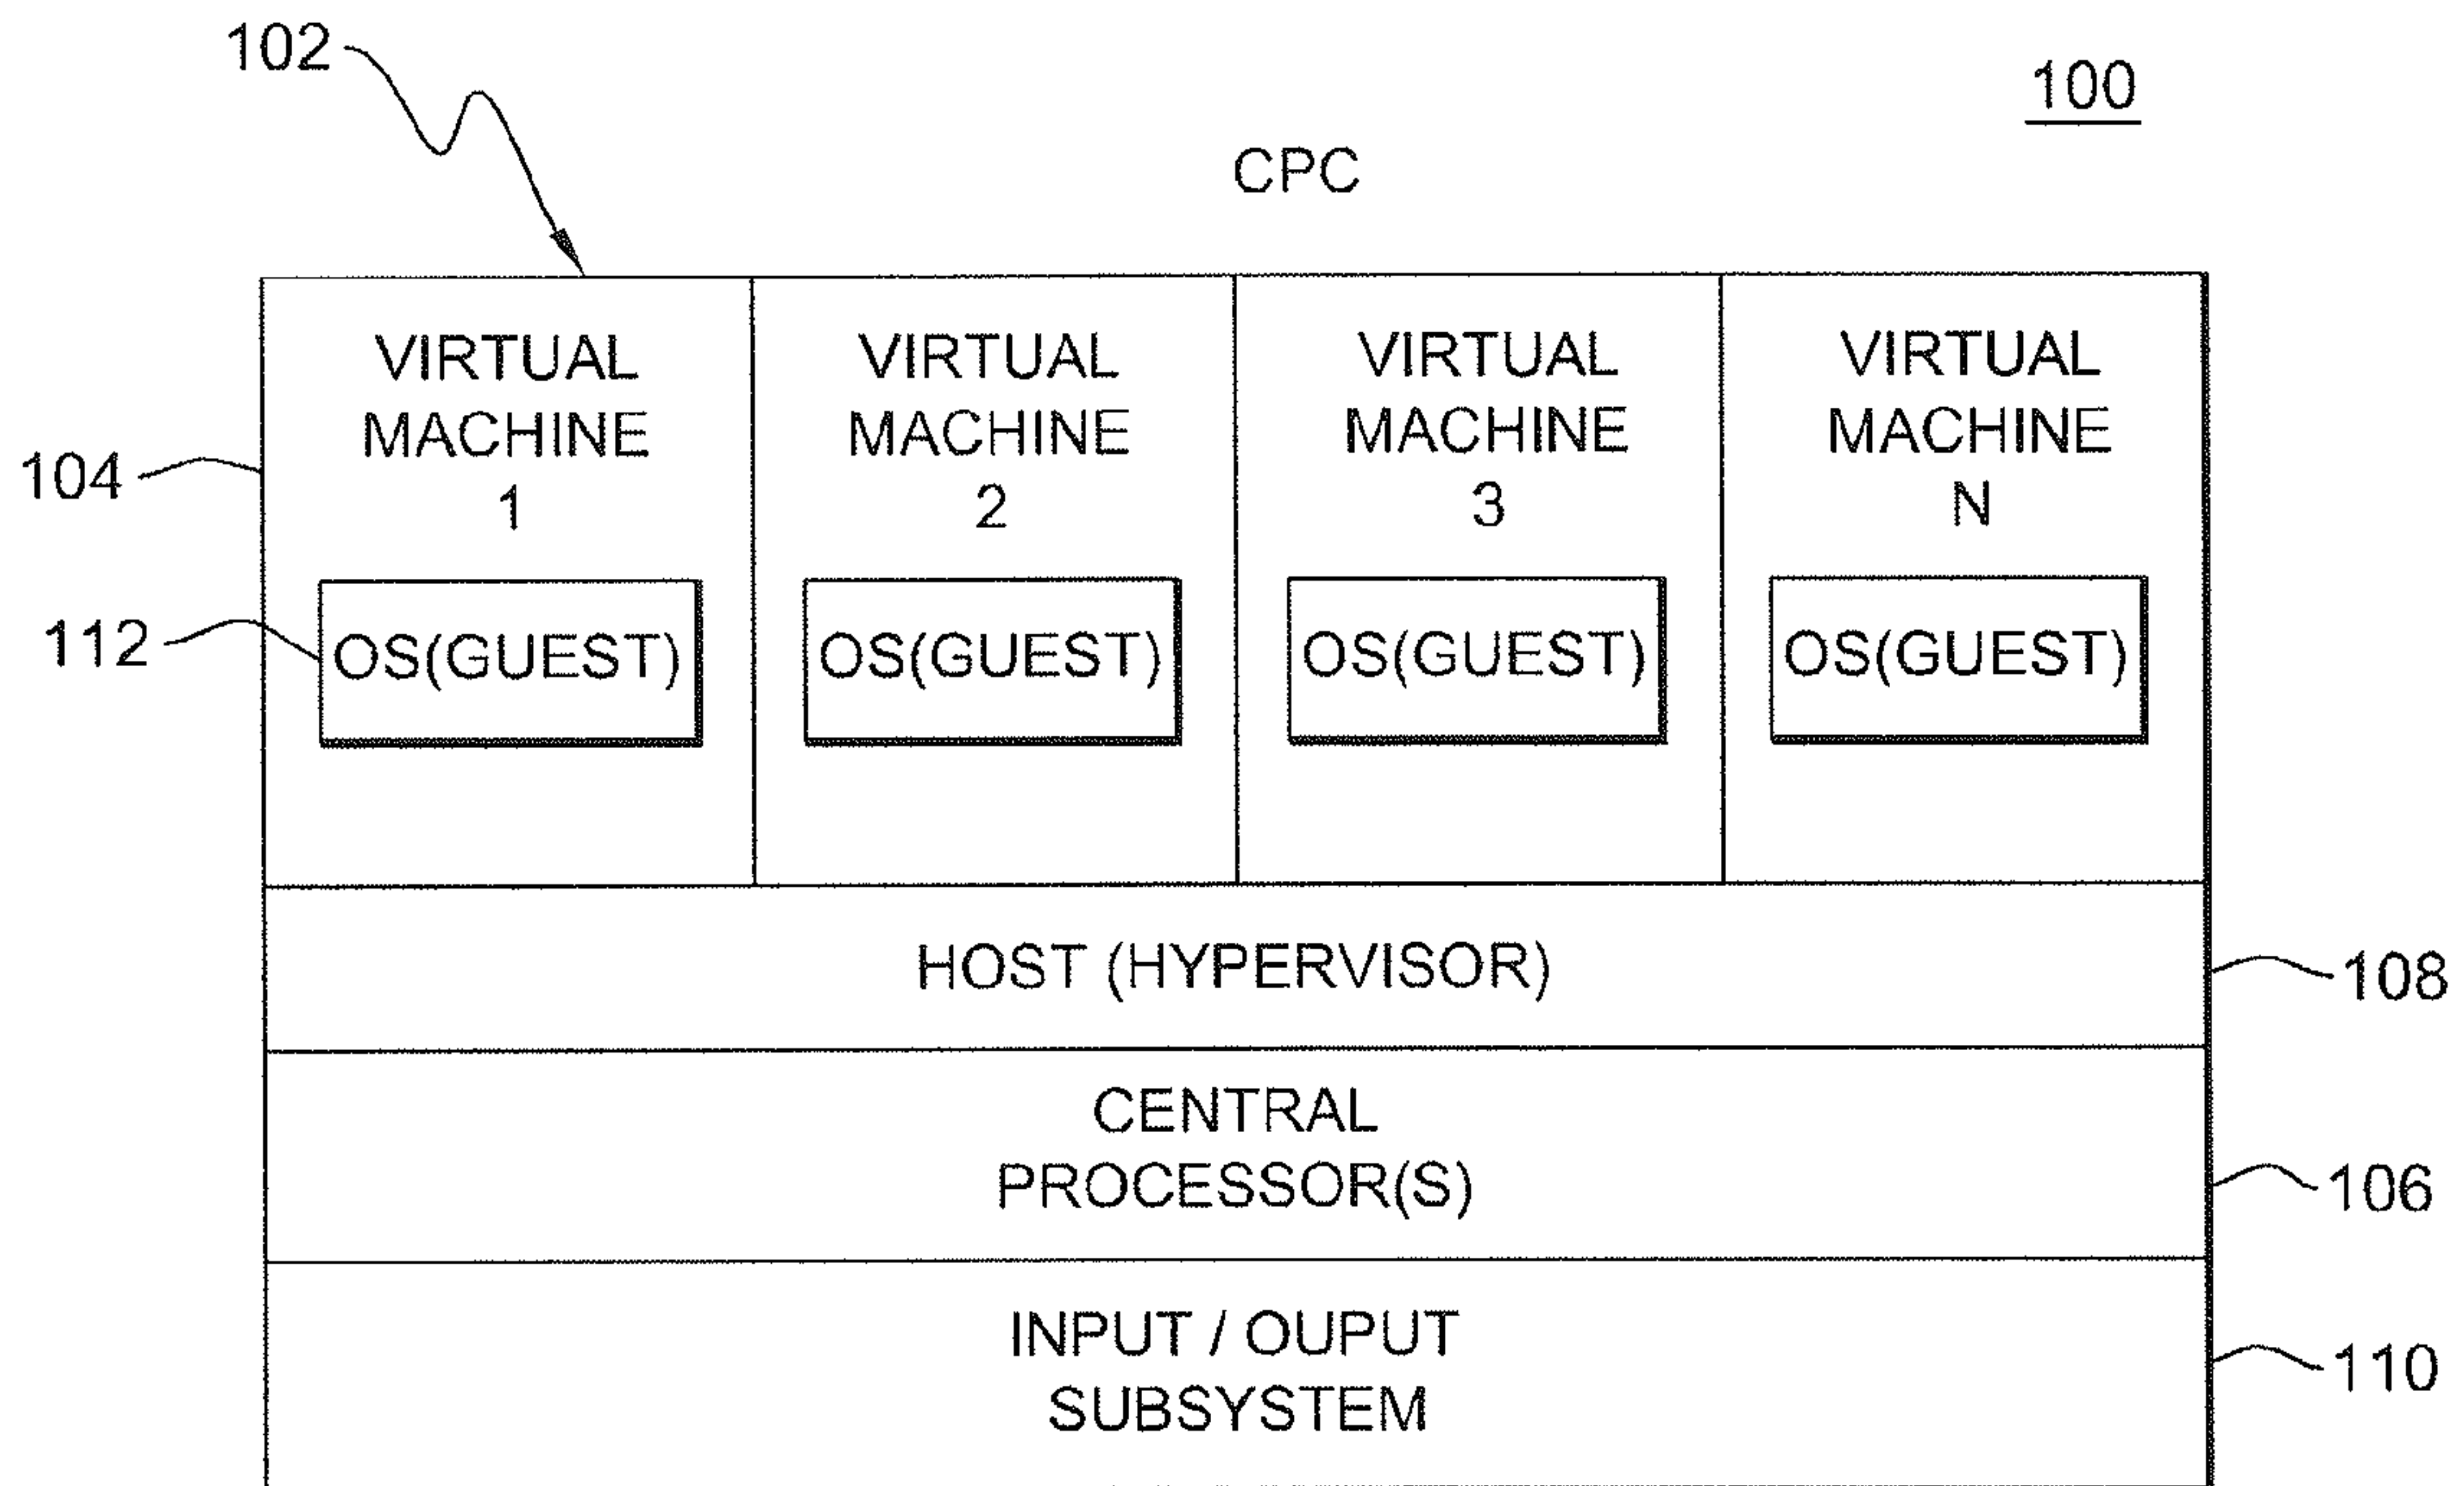 102
100
CPC
VIRTUAL
MACHINE
1
VIRTUAL
MACHINE
2
VIRTUAL
MACHINE
3
VIRTUAL
MACHINE
N
104
112
OS(GUEST)
OS(GUEST)
OS(GUEST)
OS(GUEST)
HOST (HYPERVISOR)
108
CENTRAL
PROCESSOR(S)
106
INPUT / OUPUT
SUBSYSTEM
110